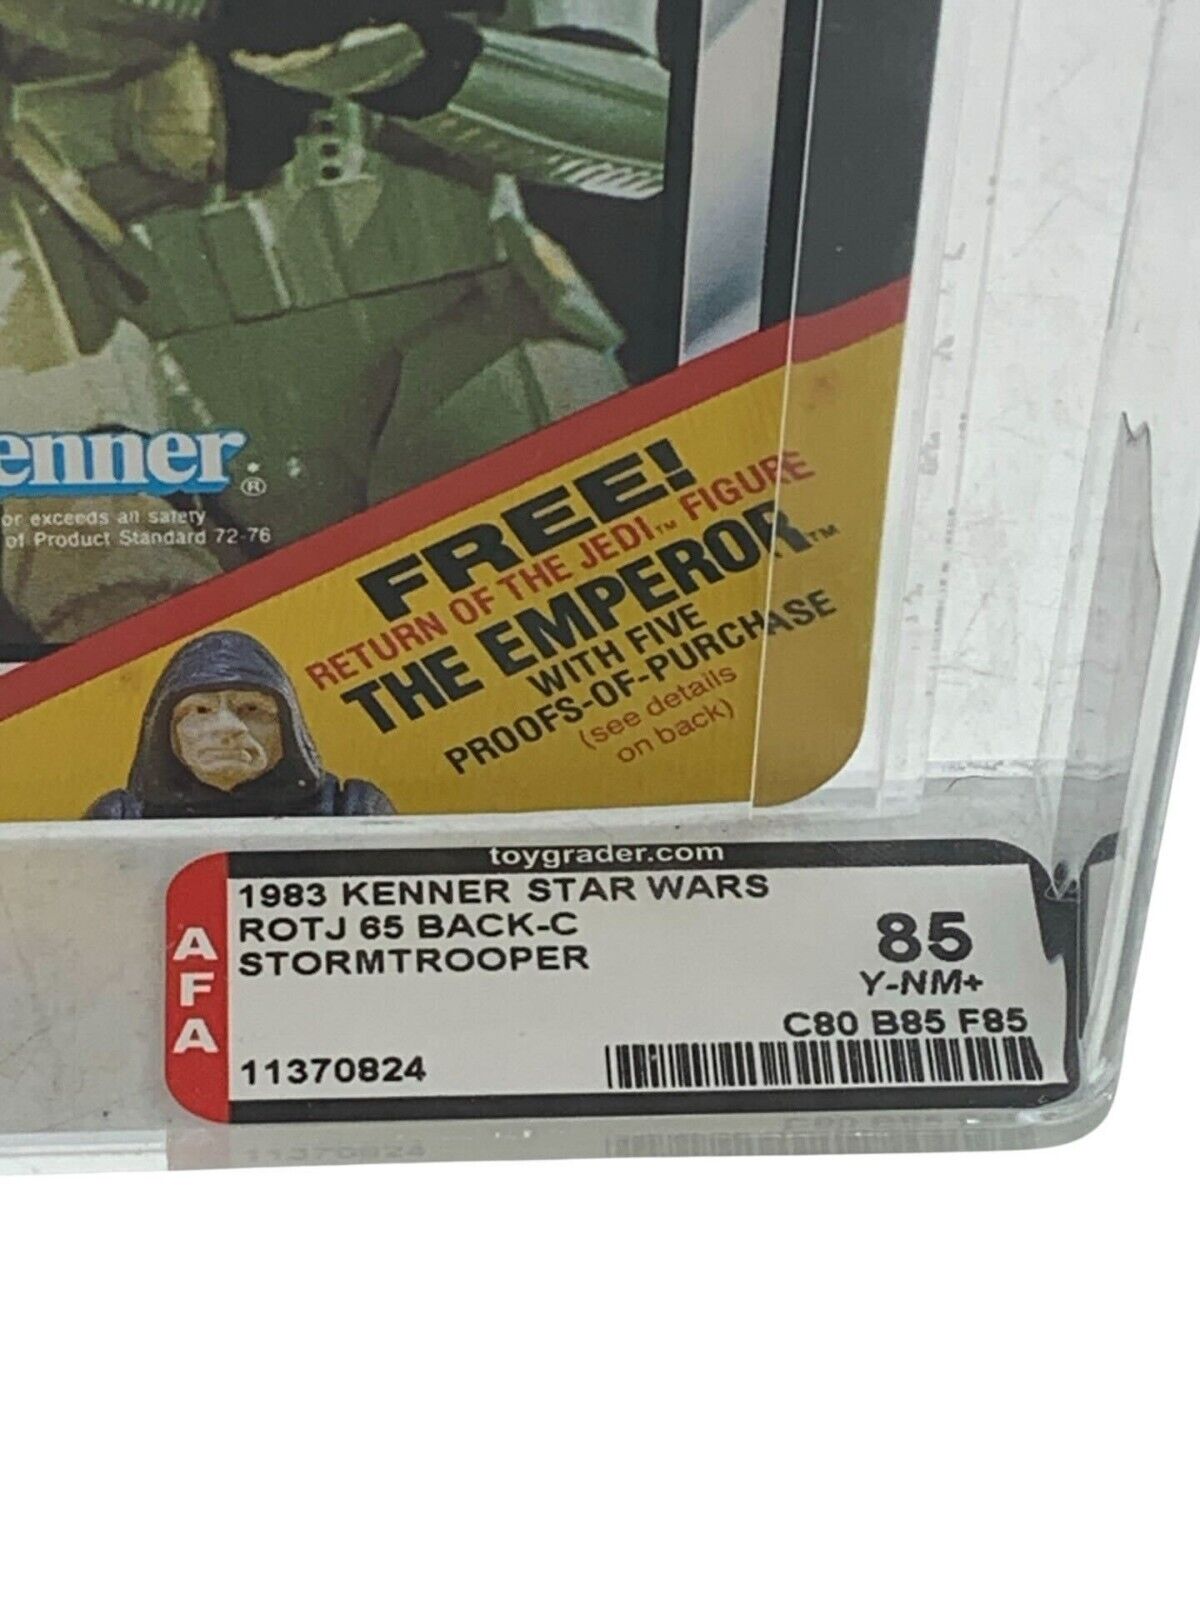 enner®
or exceeds all safety
of Product Standard 72-76
FREE!
RETURN OF THE JEDI™ FIGURE
THE EMPEROR™
WITH FIVE
PROOFS-OF-PURCHASE
(see details
on back)
toygrader.com
AFA
1983 KENNER STAR WARS
ROTJ 65 BACK-C
STORMTROOPER
85
Y-NM+
C80 B85 F85
11370824